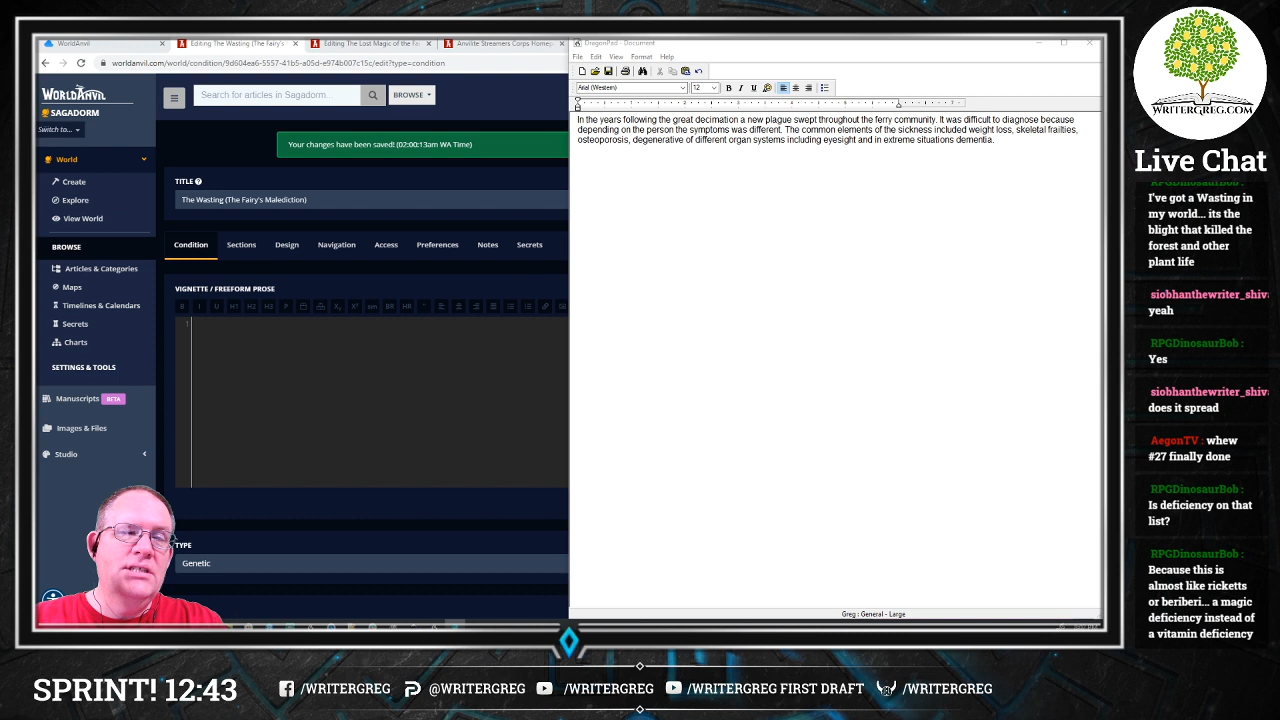 WorldAnvil
Editing The Wasting (The Fairy's
Editing The Lost Magic of the Fa
Anvilite Streamers Corps Homep
worldanvil.com/world/condition/9d604ea6-5557-41b5-a05d-e974b007c15c/edit?type=condition
WORLDANVIL
SAGADORM
Switch to...
Search for articles in Sagadorm...
BROWSE
World
Create
Explore
View World
BROWSE
Articles & Categories
Maps
Timelines & Calendars
Secrets
Charts
SETTINGS & TOOLS
Manuscripts BETA
Images & Files
Studio
Your changes have been saved! (02:00:13am WA Time)
TITLE
The Wasting (The Fairy's Malediction)
Condition Sections Design Navigation Access Preferences Notes Secrets
VIGNETTE / FREEFORM PROSE
B I U H1 H2 H3 P
BR HR
1
TYPE
Genetic
DragonPad - Document
File Edit View Format Help
Arial (Western) 12 B I U
In the years following the great decimation a new plague swept throughout the ferry community. It was difficult to diagnose because
depending on the person the symptoms was different. The common elements of the sickness included weight loss, skeletal frailties,
osteoporosis, degenerative of different organ systems including eyesight and in extreme situations dementia.
Greg : General - Large
WRITERGREG.COM
Live Chat
RPGDinosaurBob :
I've got a Wasting in
my world... its the
blight that killed the
forest and other
plant life
siobhanthewriter_shiva
yeah
RPGDinosaurBob :
Yes
siobhanthewriter_shiva
does it spread
AegonTV : whew
#27 finally done
RPGDinosaurBob :
Is deficiency on that
list?
RPGDinosaurBob :
Because this is
almost like ricketts
or beriberi... a magic
deficiency instead of
a vitamin deficiency
SPRINT! 12:43
/WRITERGREG
@WRITERGREG
/WRITERGREG
/WRITERGREG FIRST DRAFT
/WRITERGREG